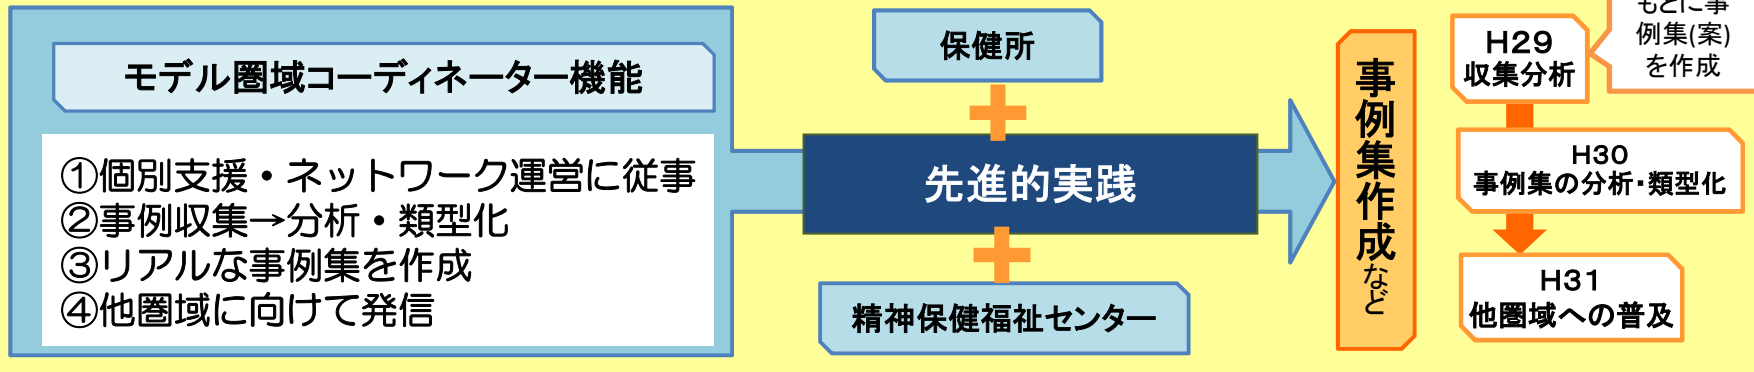 モデル圏域コーディネーター機能
①個別支援・ネットワーク運営に従事
②事例収集→分析・類型化
③リアルな事例集を作成
④他圏域に向けて発信
保健所
先進的実践
精神保健福祉センター
事例集作成など
H29
収集分析
もとに事
例集(案)
を作成
H30
事例集の分析・類型化
H31
他圏域への普及